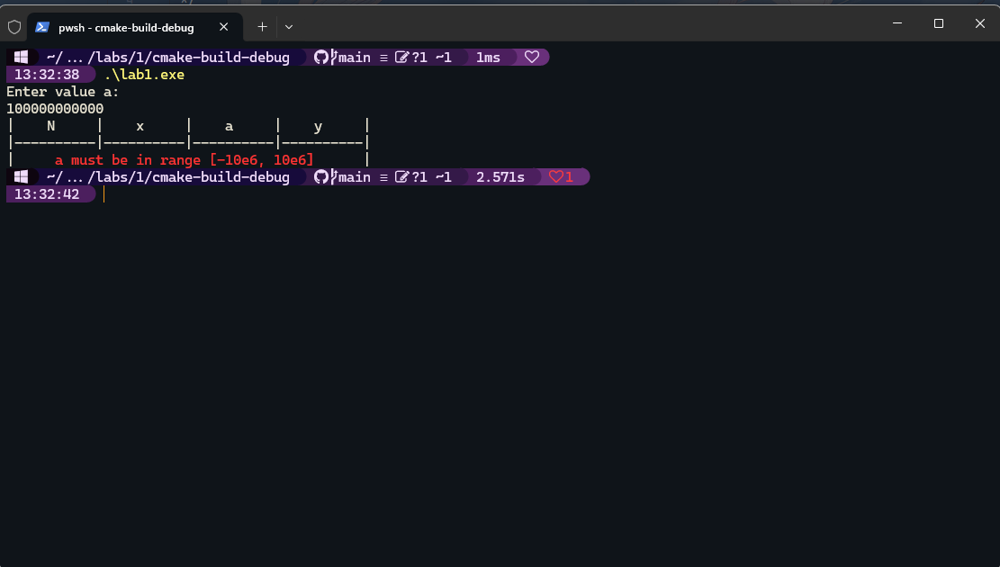 pwsh - cmake-build-debug
~/.../labs/1/cmake-build-debug main ≡ ?1 ~1 1ms
13:32:38 .\lab1.exe
Enter value a:
100000000000
| N | x | a | y |
|----------|----------|----------|----------|
| a must be in range [-10e6, 10e6] |
~/.../labs/1/cmake-build-debug main ≡ ?1 ~1 2.571s 1
13:32:42